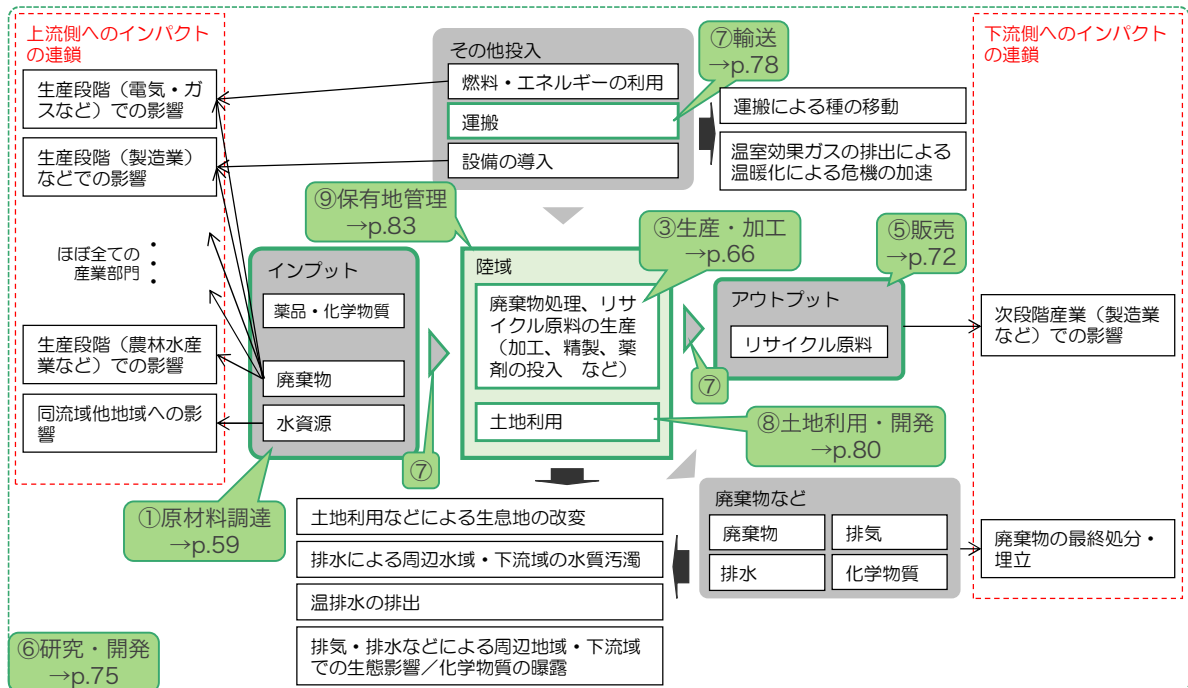 上流側へのインパクト
の連鎖
生産段階（電気・ガ
スなど）での影響
生産段階（製造業）
などでの影響
ほぼ全ての
産業部門
生産段階（農林水産
業など）での影響
同流域他地域への影
響
その他投入
燃料・エネルギーの利用
運搬
設備の導入
⑦輸送
→p.78
運搬による種の移動
温室効果ガスの排出による
温暖化による危機の加速
下流側へのインパクト
の連鎖
⑨保有地管理
→p.83
③生産・加工
→p.66
⑤販売
→p.72
インプット
薬品・化学物質
廃棄物
水資源
⑦
陸域
廃棄物処理、リサ
イクル原料の生産
（加工、精製、薬
剤の投入　など）
土地利用
⑦
アウトプット
リサイクル原料
次段階産業（製造業
など）での影響
⑧土地利用・開発
→p.80
①原材料調達
→p.59
土地利用などによる生息地の改変
排水による周辺水域・下流域の水質汚濁
温排水の排出
排気・排水などによる周辺地域・下流域
での生態影響／化学物質の曝露
廃棄物など
廃棄物
排気
排水
化学物質
廃棄物の最終処分・
埋立
⑥研究・開発
→p.75